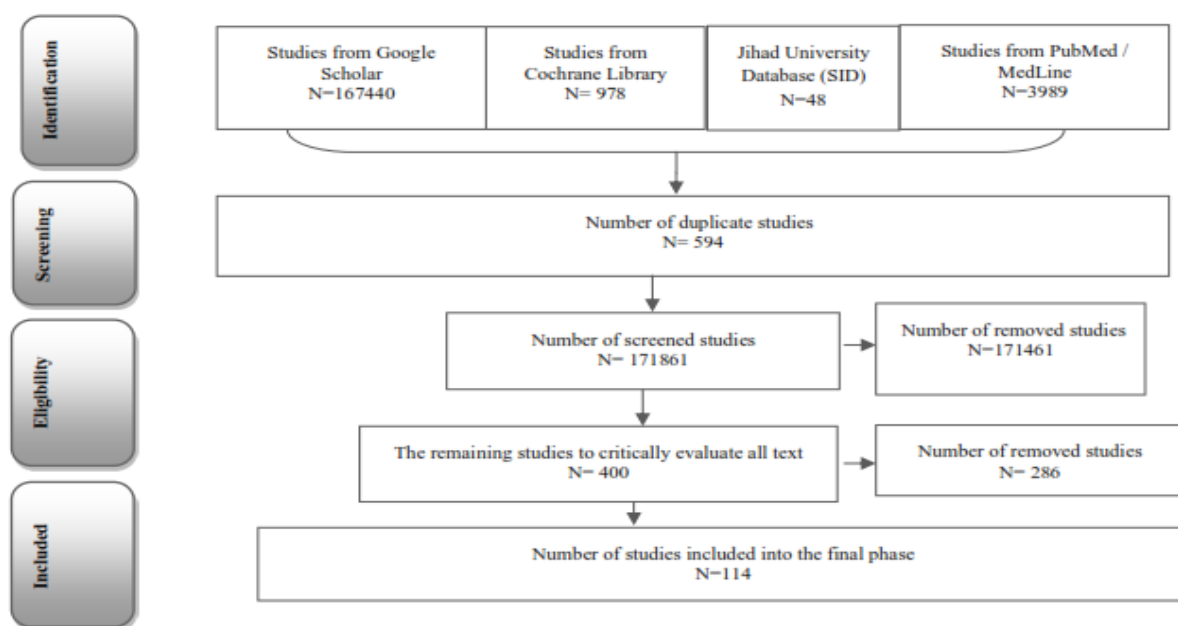 Identification
Studies from Google
Scholar
N=167440
Studies from
Cochrane Library
N= 978
Jihad University
Database (SID)
N=48
Studies from PubMed /
MedLine
N=3989
Screening
Number of duplicate studies
N= 594
Eligibility
Number of screened studies
N= 171861
Number of removed studies
N=171461
The remaining studies to critically evaluate all text
N= 400
Number of removed studies
N= 286
Included
Number of studies included into the final phase
N=114